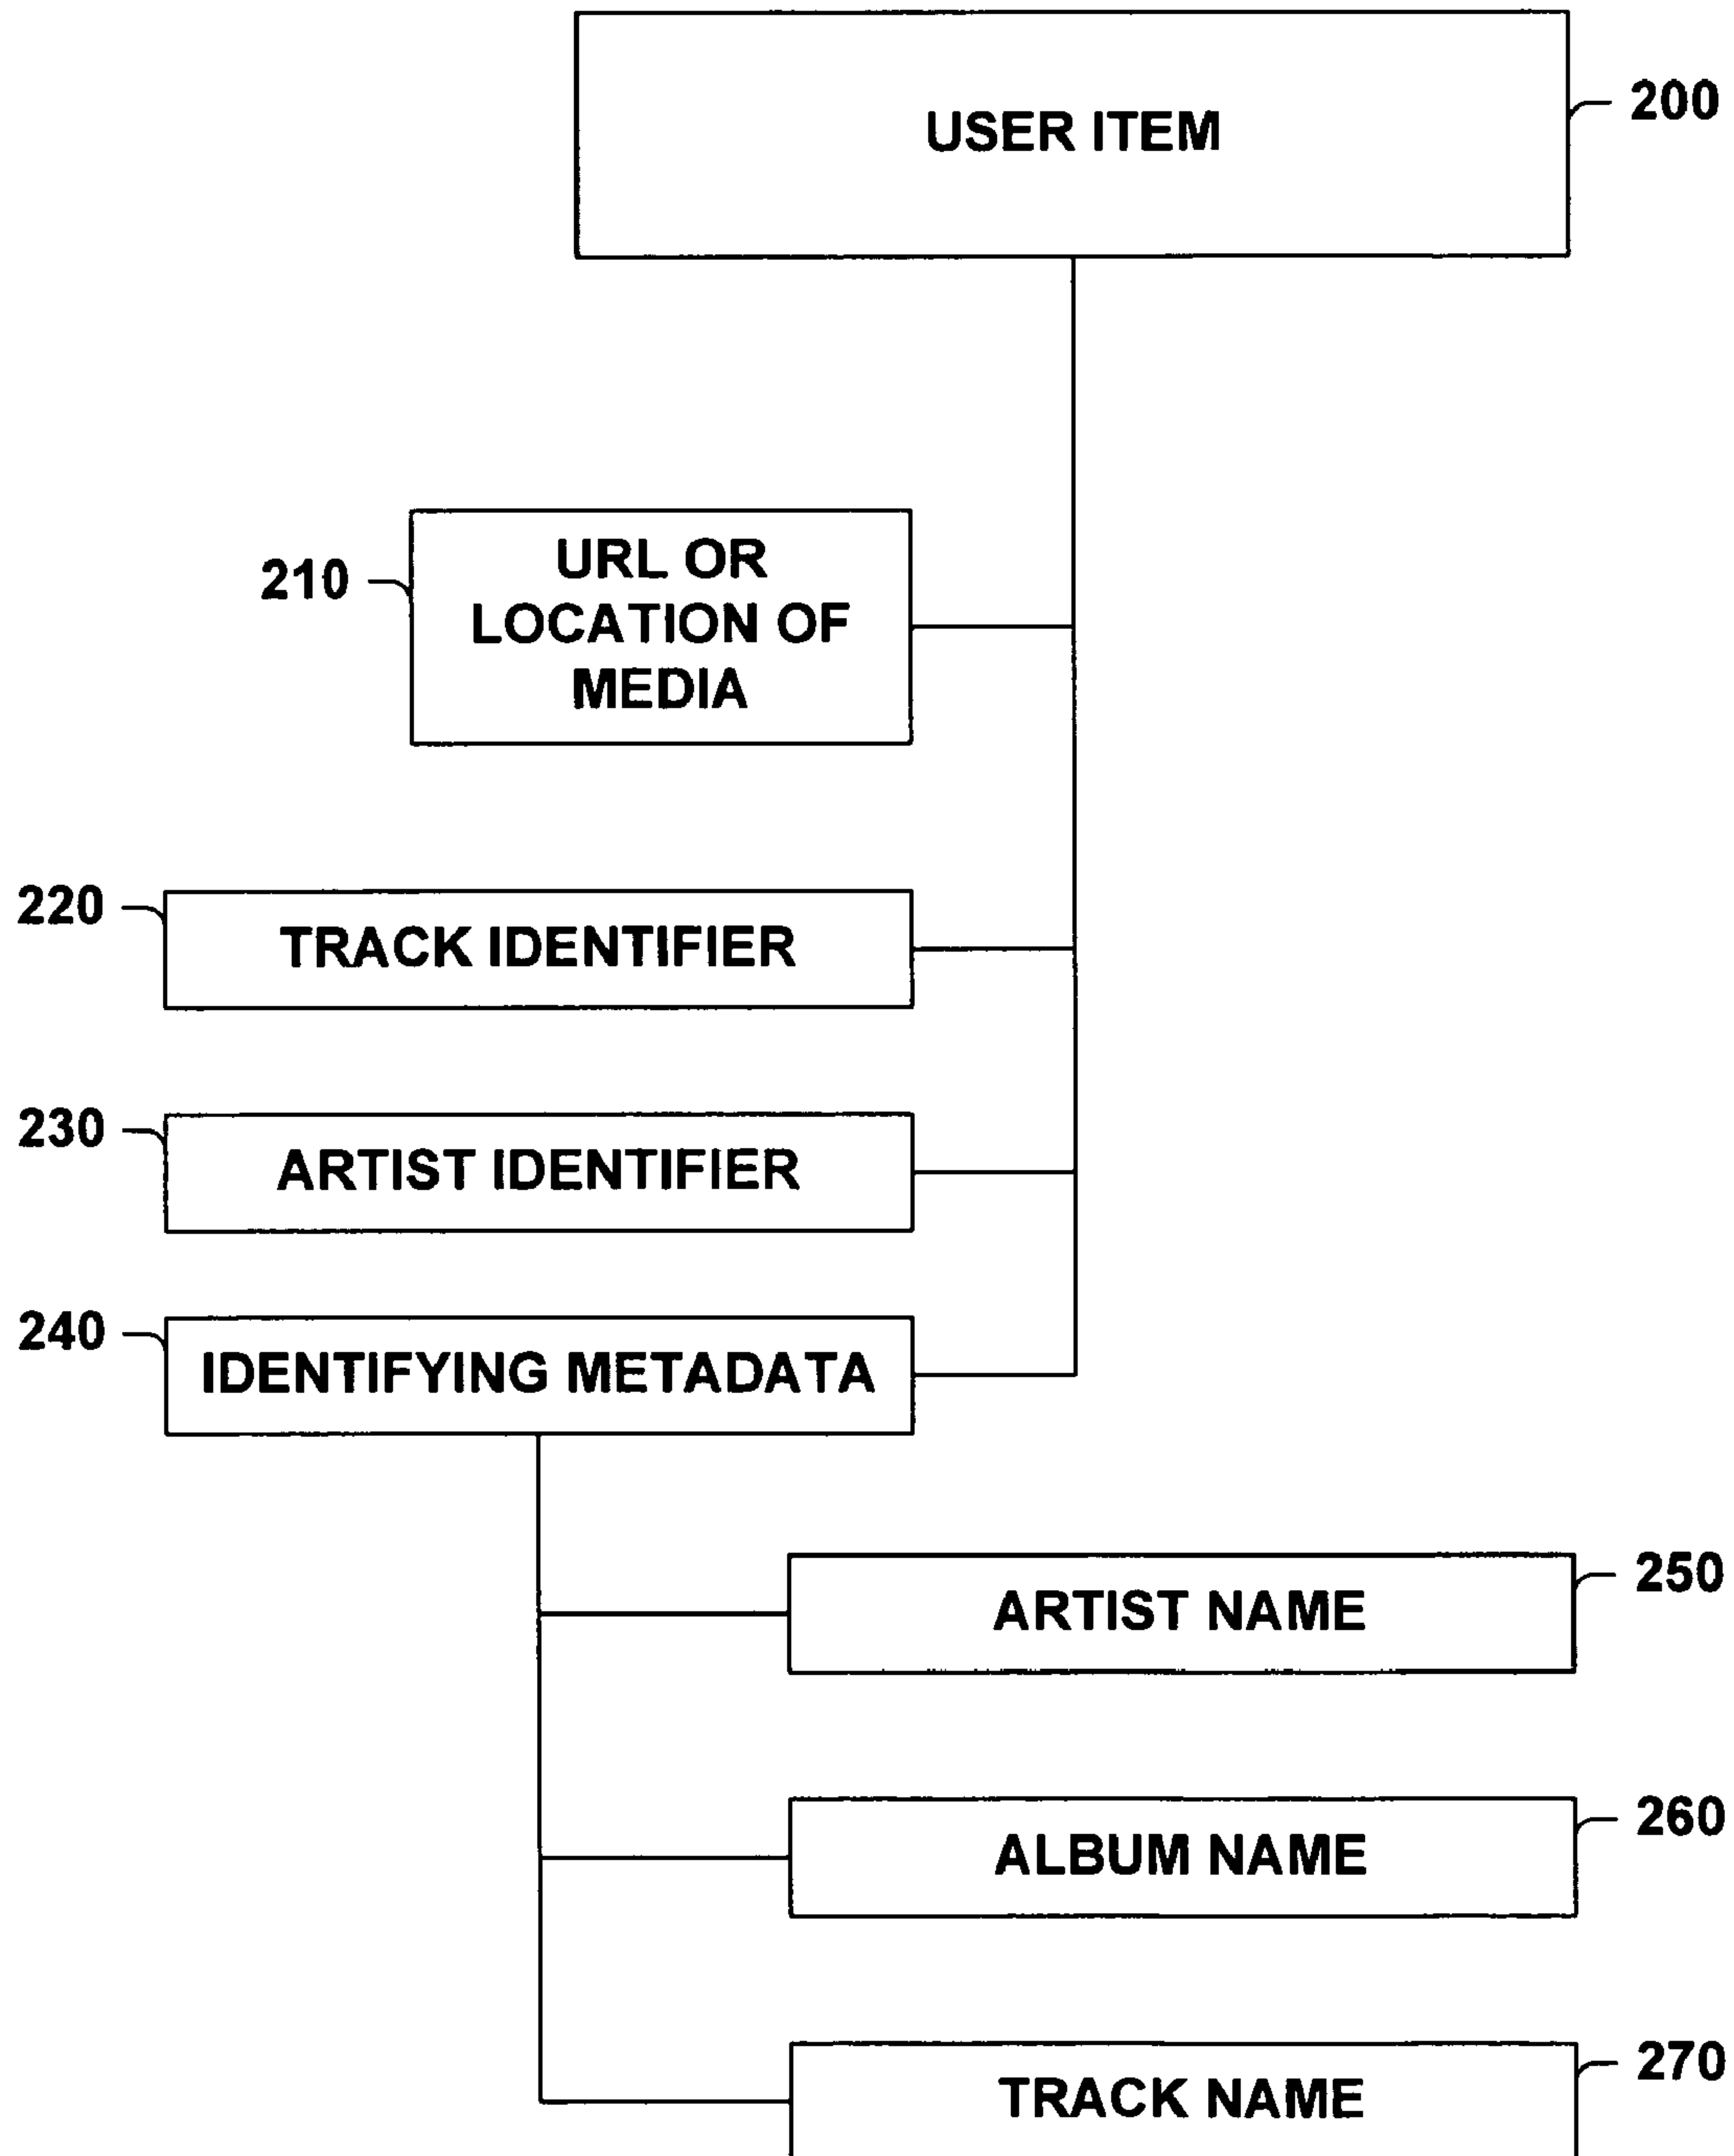 USER ITEM
200
210
URL OR
LOCATION OF
MEDIA
220
TRACK IDENTIFIER
230
ARTIST IDENTIFIER
240
IDENTIFYING METADATA
250
ARTIST NAME
260
ALBUM NAME
270
TRACK NAME